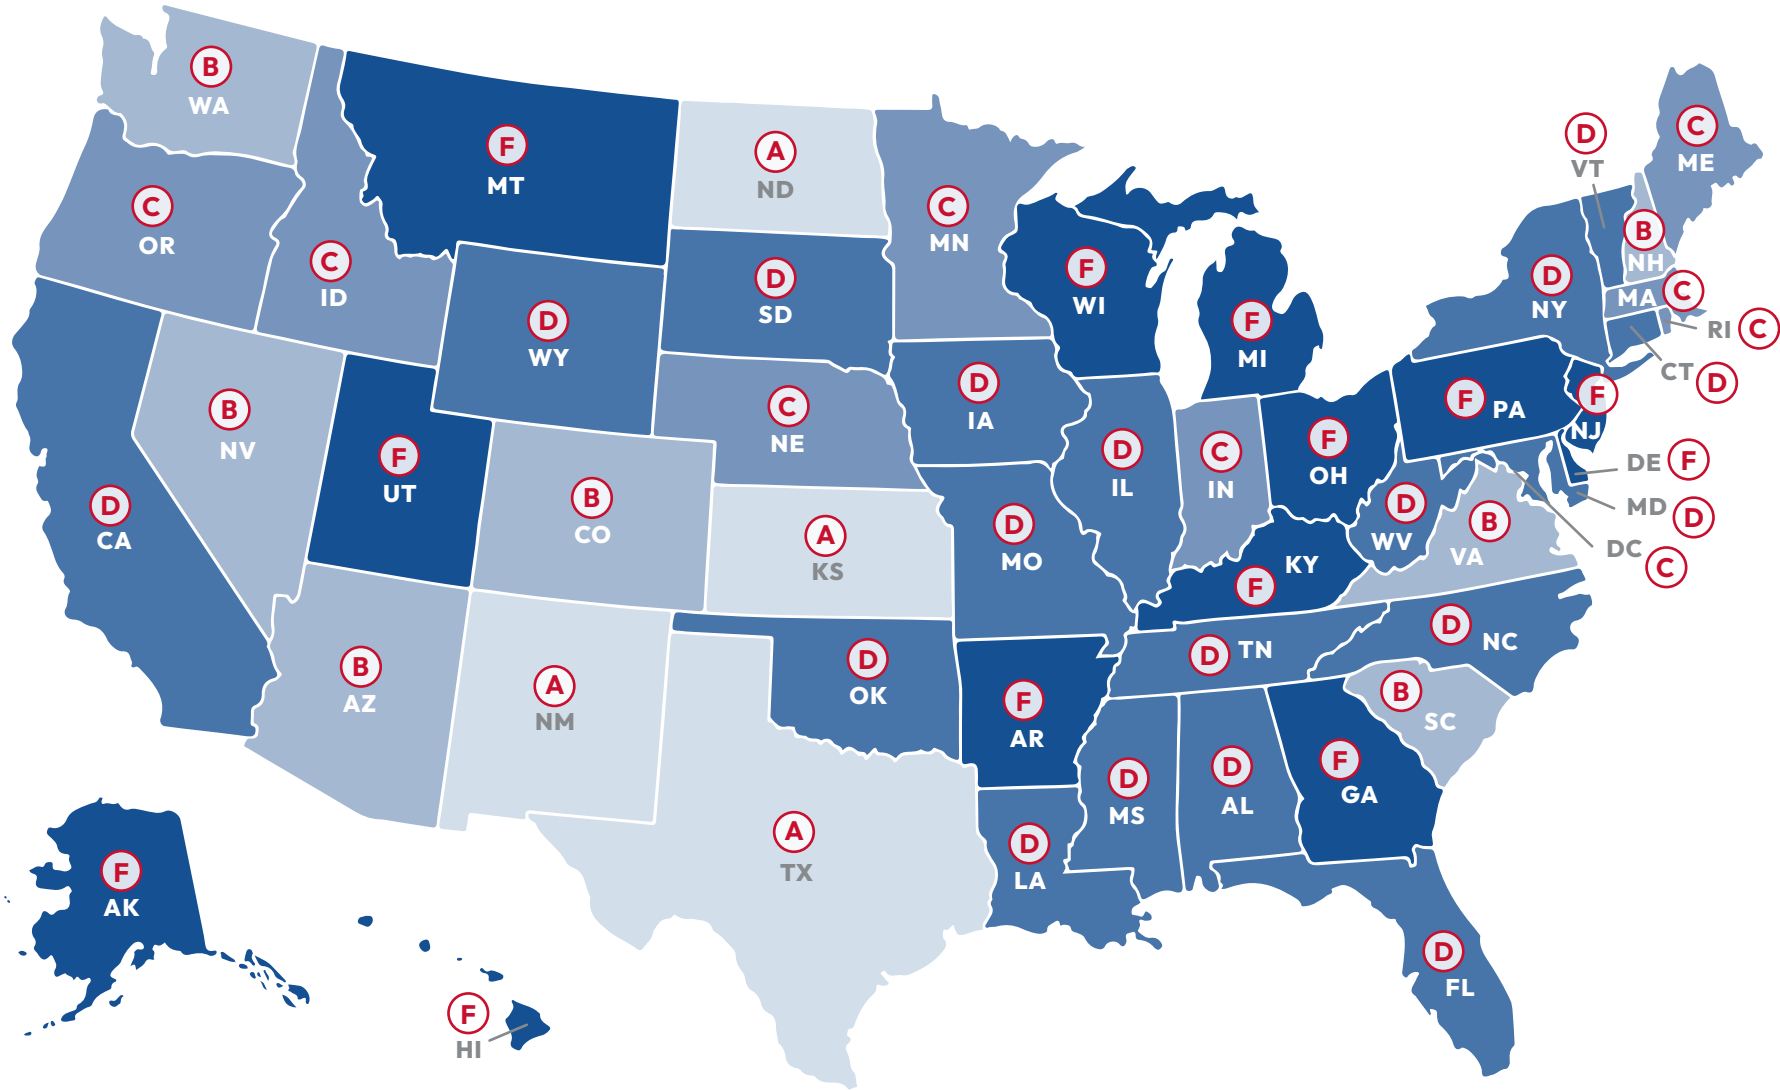 B
WA
C
OR
C
ID
F
MT
A
ND
C
MN
D
SD
D
WY
F
WI
F
MI
D
VT
C
ME
B
NH
D
NY
MA C
RI C
CT D
B
NV
F
UT
D
CA
B
CO
C
NE
D
IA
D
IL
C
IN
F
OH
F PA
F
NJ
DE F
MD D
DC C
D
WV
B
VA
A
KS
D
MO
KY
F
D TN
D NC
B
SC
B
AZ
A
NM
D
OK
F
AR
D
MS
D
AL
F
GA
A
TX
D
LA
D
FL
F
AK
F
HI